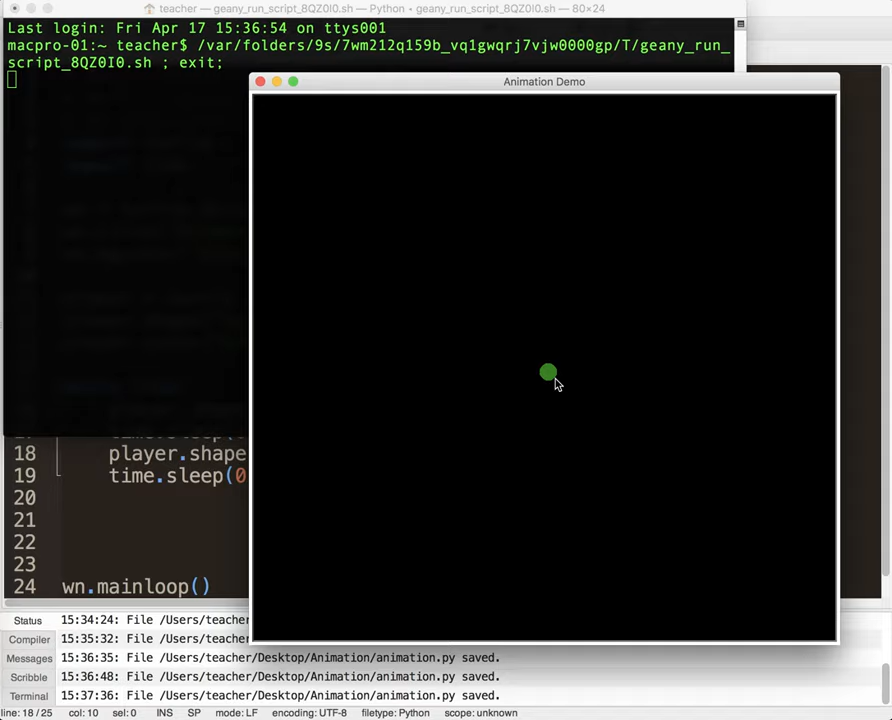 teacher — geany_run_script_8QZ0I0.sh — Python • geany_run_script_8QZ0I0.sh — 80×24
Last login: Fri Apr 17 15:36:54 on ttys001
macpro-01:~ teacher$ /var/folders/9s/7wm212q159b_vq1gwqrj7vjw0000gp/T/geany_run_
script_8QZ0I0.sh ; exit;
Animation Demo
18 player.shape
19 time.sleep(0
20
21
22
23
24 wn.mainloop()
Status
15:34:24: File /Users/teacher
Compiler
15:35:32: File /Users/teacher
Messages
15:36:35: File /Users/teacher/Desktop/Animation/animation.py saved.
Scribble
15:36:48: File /Users/teacher/Desktop/Animation/animation.py saved.
Terminal
15:37:36: File /Users/teacher/Desktop/Animation/animation.py saved.
line: 18 / 25 col: 10 sel: 0 INS SP mode: LF encoding: UTF-8 filetype: Python scope: unknown